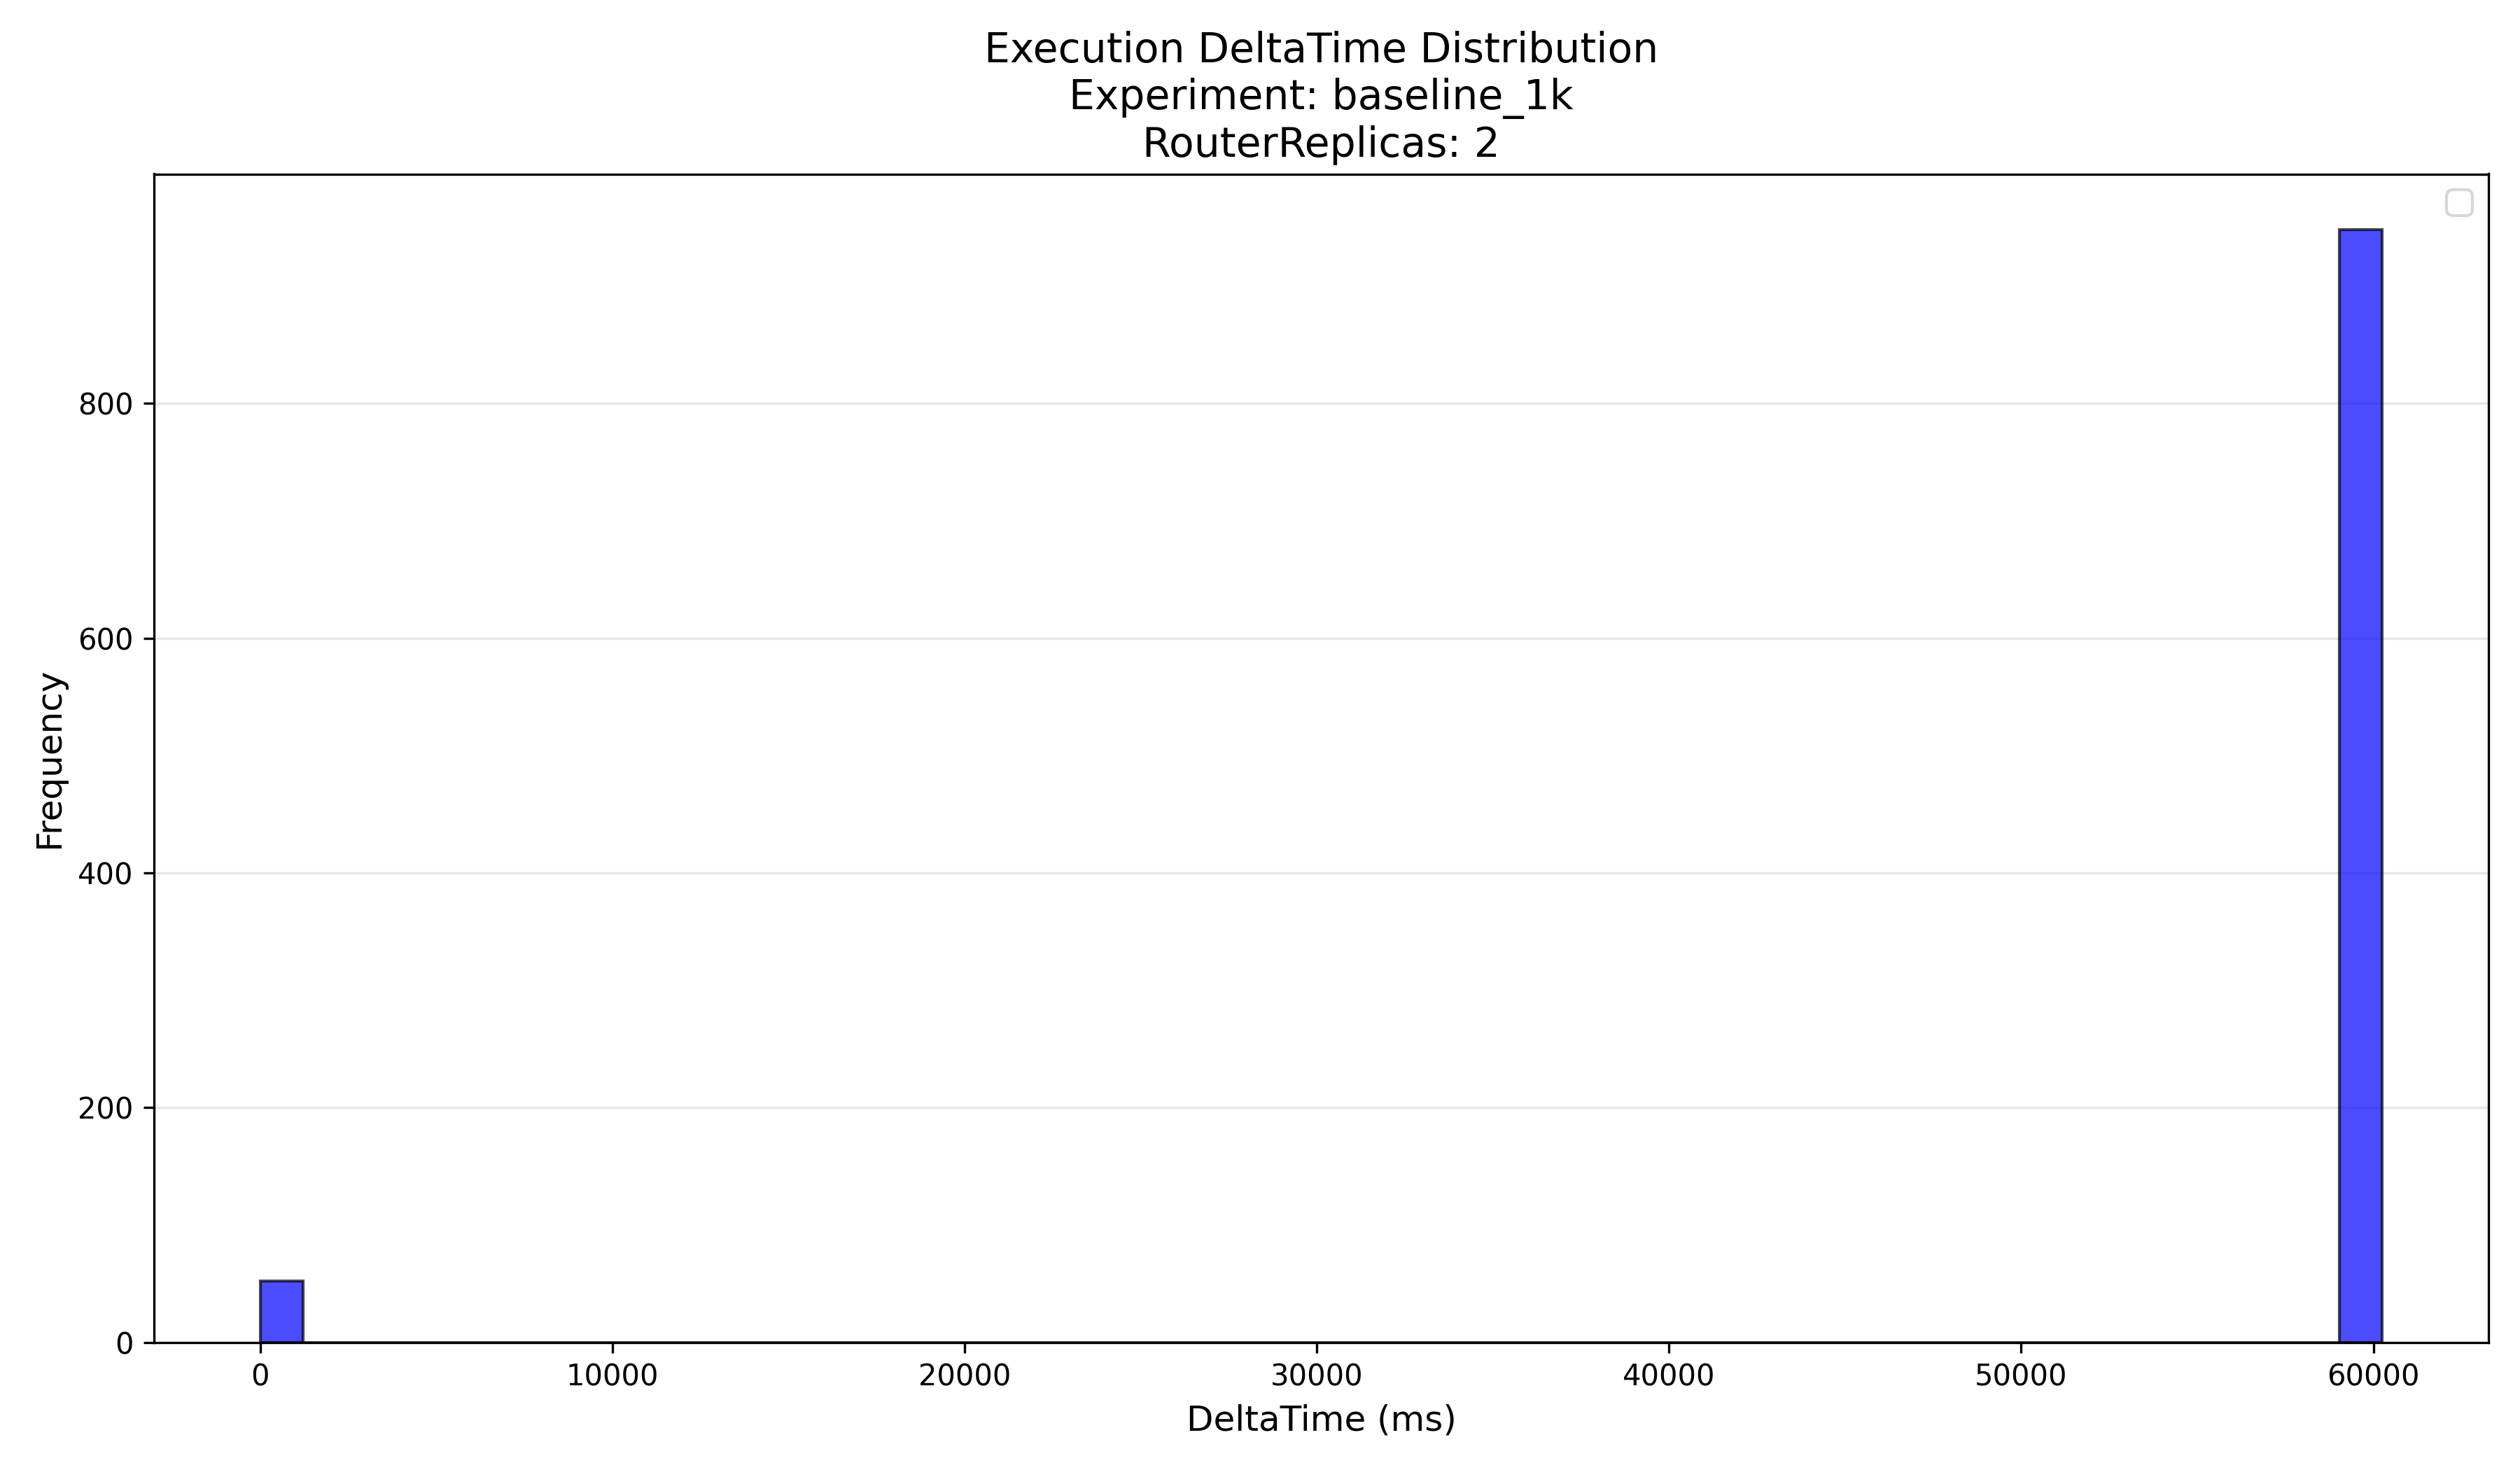 Execution DeltaTime Distribution
Experiment: baseline_1k
RouterReplicas: 2
Frequency
800
600
400
200
0
0 10000 20000 30000 40000 50000 60000
DeltaTime (ms)